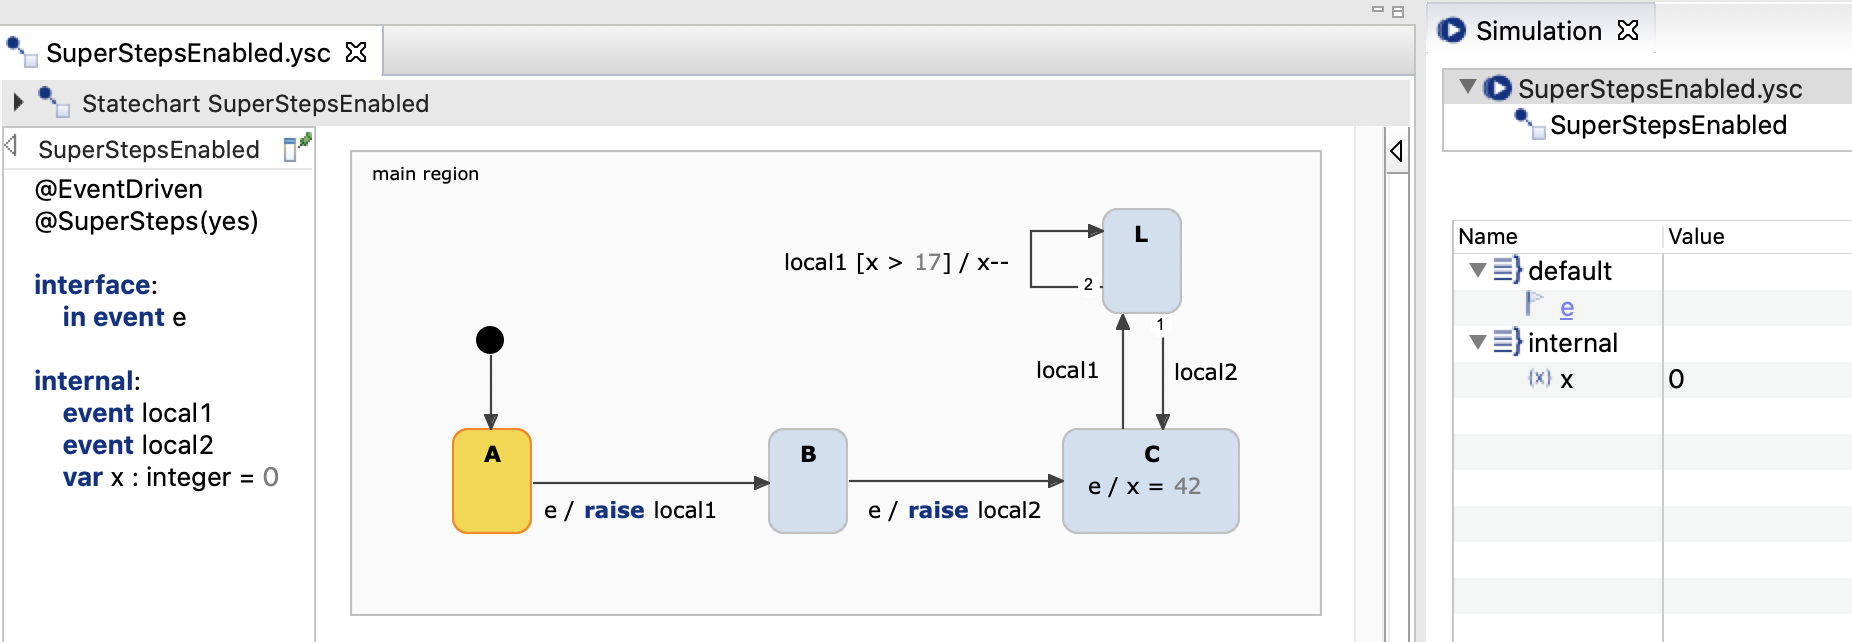 SuperStepsEnabled.ysc
Statechart SuperStepsEnabled
SuperStepsEnabled
@EventDriven
@SuperSteps(yes)
interface:
in event e
internal:
event local1
event local2
var x : integer = 0
main region
L
local1 [x > 17] / x--
2
1
local1
local2
A
B
C
e / x = 42
e / raise local1
e / raise local2
Simulation
SuperStepsEnabled.ysc
SuperStepsEnabled
Name Value
default
e
internal
(x) x 0